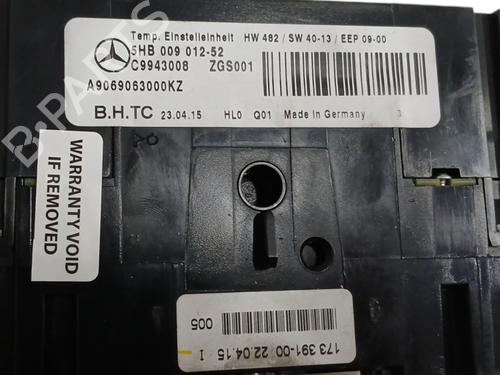 Temp. Einstelleinheit HW 482 / SW 40-13 / EEP 09-00
5HB 009 012-52
C9943008 ZGS001
A9069063000KZ
B.H.TC 23.04.15 HL0 Q01 Made in Germany 3
WARRANTY VOID
IF REMOVED
B-PARTS
173 391-00 22.04.15 I
005